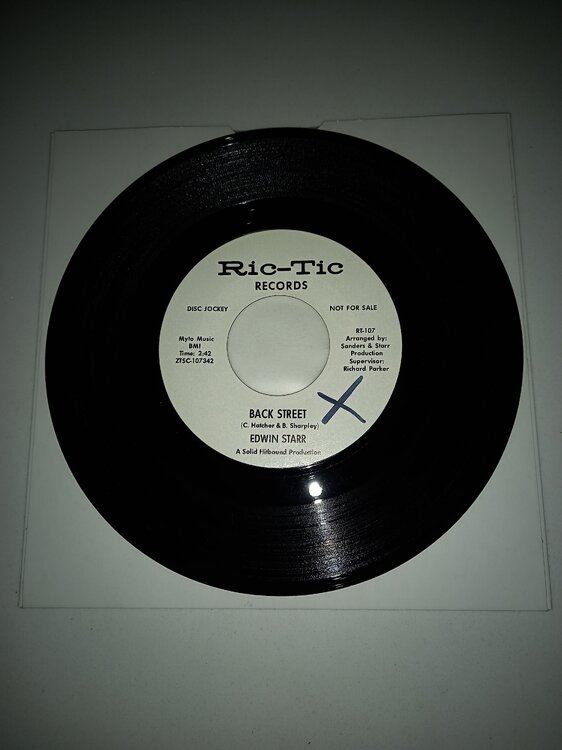 Ric-Tic
RECORDS
DISC JOCKEY
NOT FOR SALE
Myto Music
BMI
Time: 2:42
ZTSC-107342
RT-107
Arranged by:
Sanders & Starr
Production
Supervisor:
Richard Parker
BACK STREET
(C. Hatcher & B. Sharpley)
EDWIN STARR
A Solid Hitbound Production
X